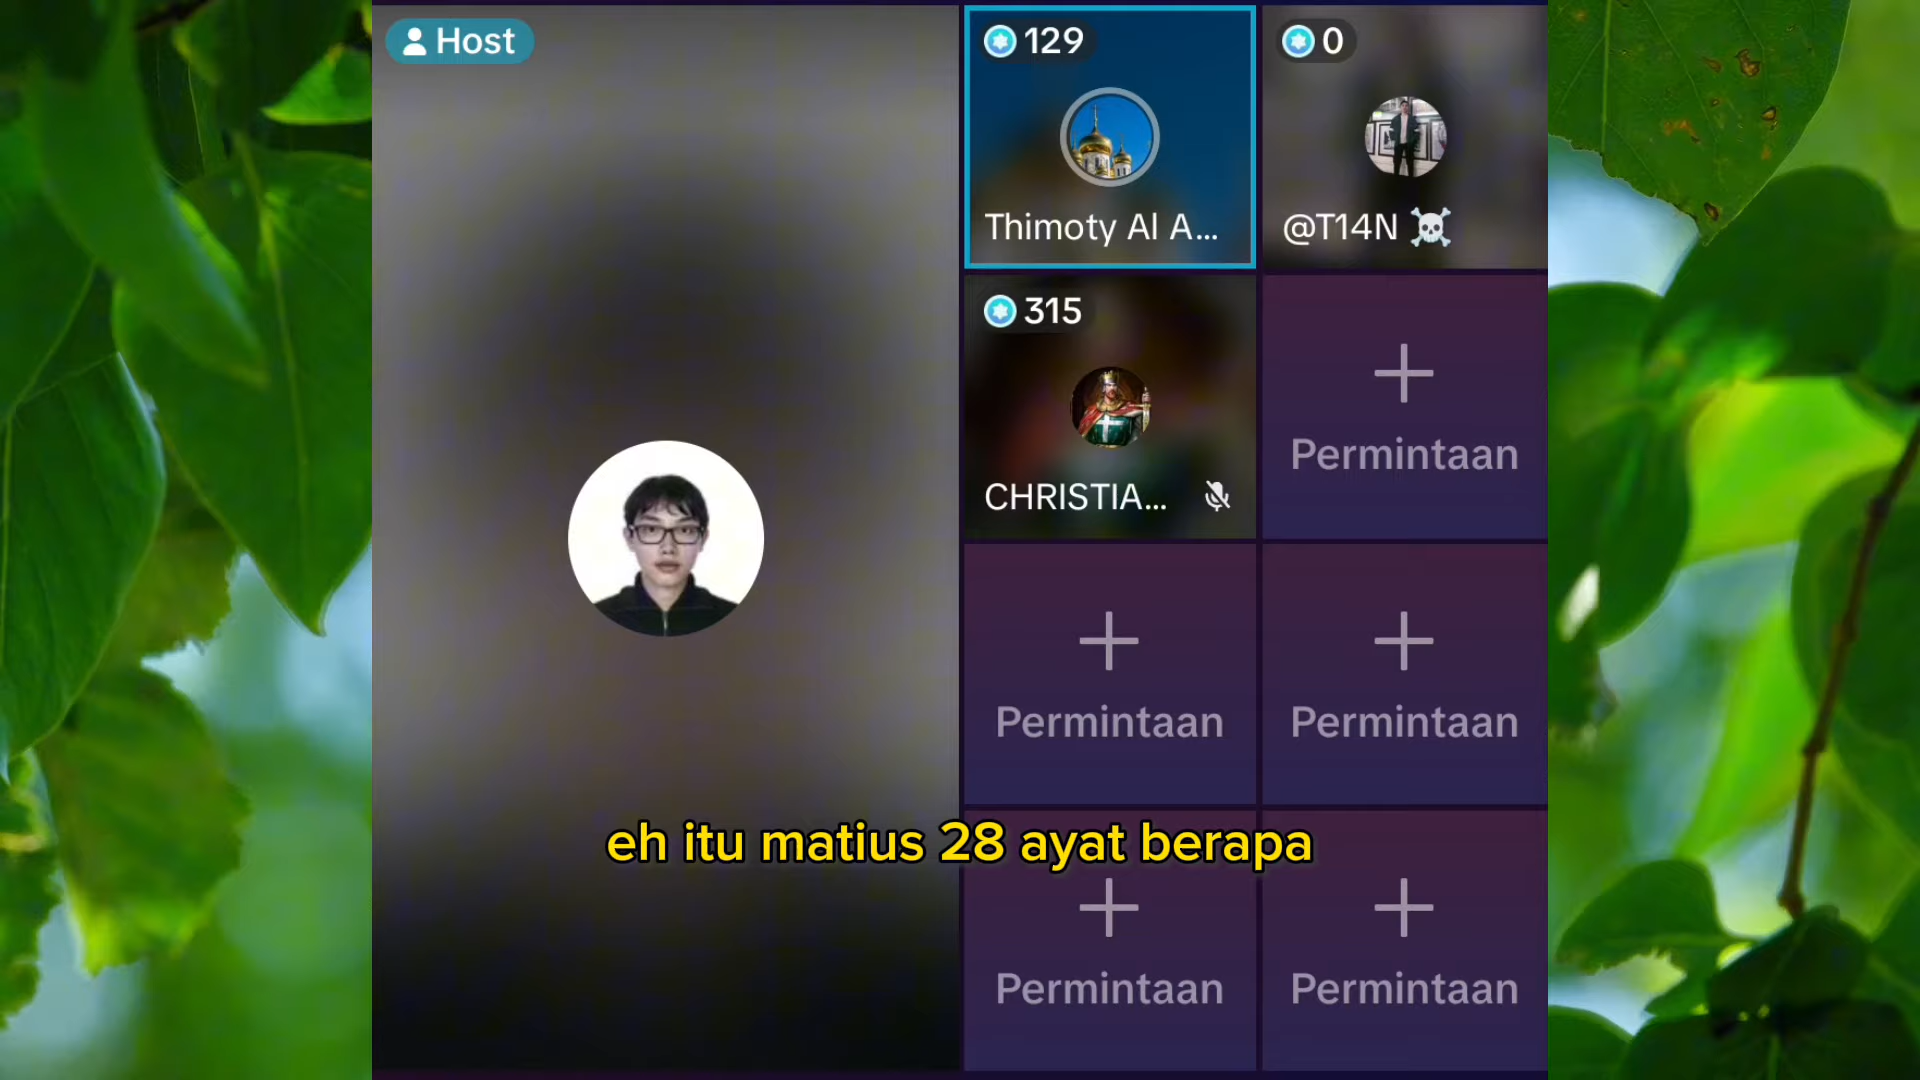 Host
129
0
Thimoty Al A...
@T14N ☠️
315
CHRISTIA...
Permintaan
Permintaan
Permintaan
eh itu matius 28 ayat berapa
Permintaan
Permintaan